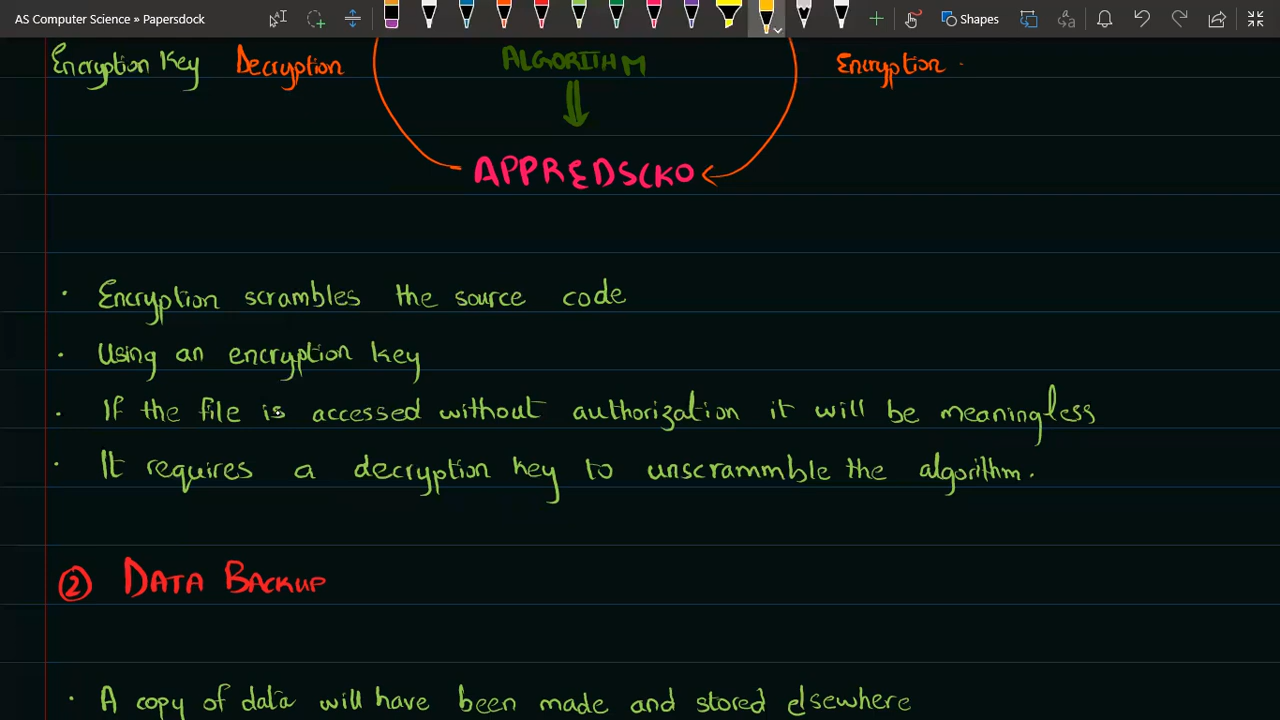 AS Computer Science » Papersdock
Shapes
Encryption Key Decryption ALGORITHM Encryption
APPREDSCKO
• Encryption scrambles the source code
• Using an encryption key
• If the file is accessed without authorization it will be meaningless
• It requires a decryption key to unscrammble the algorithm.
② DATA BACKUP
• A copy of data will have been made and stored elsewhere